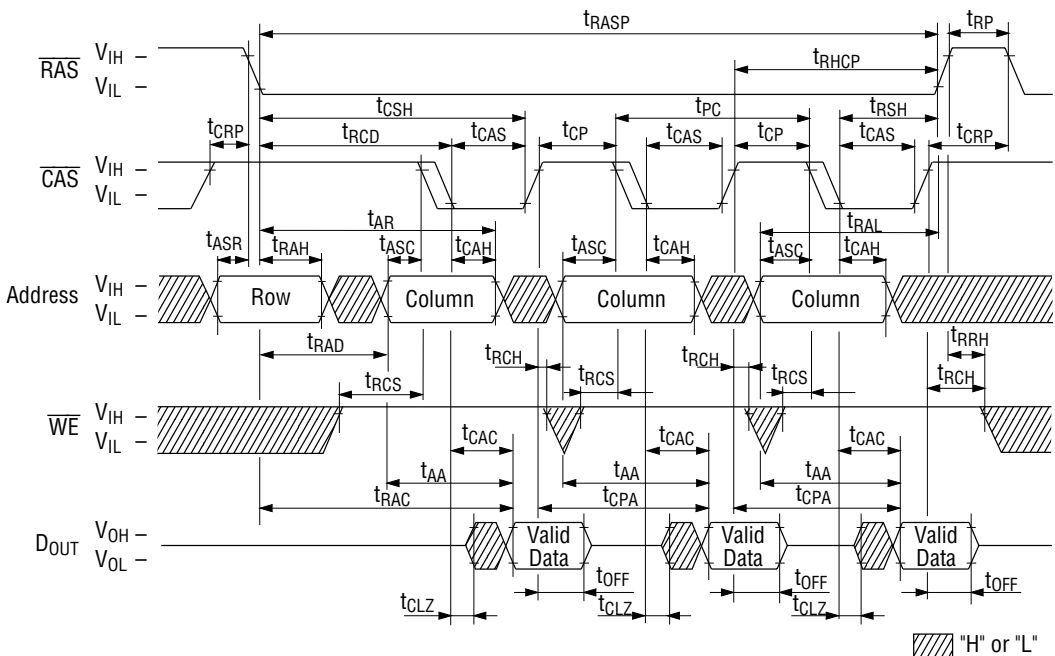 tRASP
tRP
RAS
VIH
VIL
tRHCP
tCSH
tPC
tRSH
tCRP
tRCD
tCAS
tCP
tCAS
tCP
tCAS
tCRP
CAS
VIH
VIL
tAR
tRAL
tASR
tRAH
tASC
tCAH
tASC
tCAH
tASC
tCAH
Address
VIH
VIL
Row
Column
Column
Column
tRAD
tRCH
tRCH
tRRH
tRCS
tRCS
tRCS
tRCH
WE
VIH
VIL
tCAC
tCAC
tCAC
tAA
tAA
tAA
tRAC
tCPA
tCPA
DOUT
VOH
VOL
Valid
Data
Valid
Data
Valid
Data
tOFF
tOFF
tOFF
tCLZ
tCLZ
tCLZ
"H" or "L"